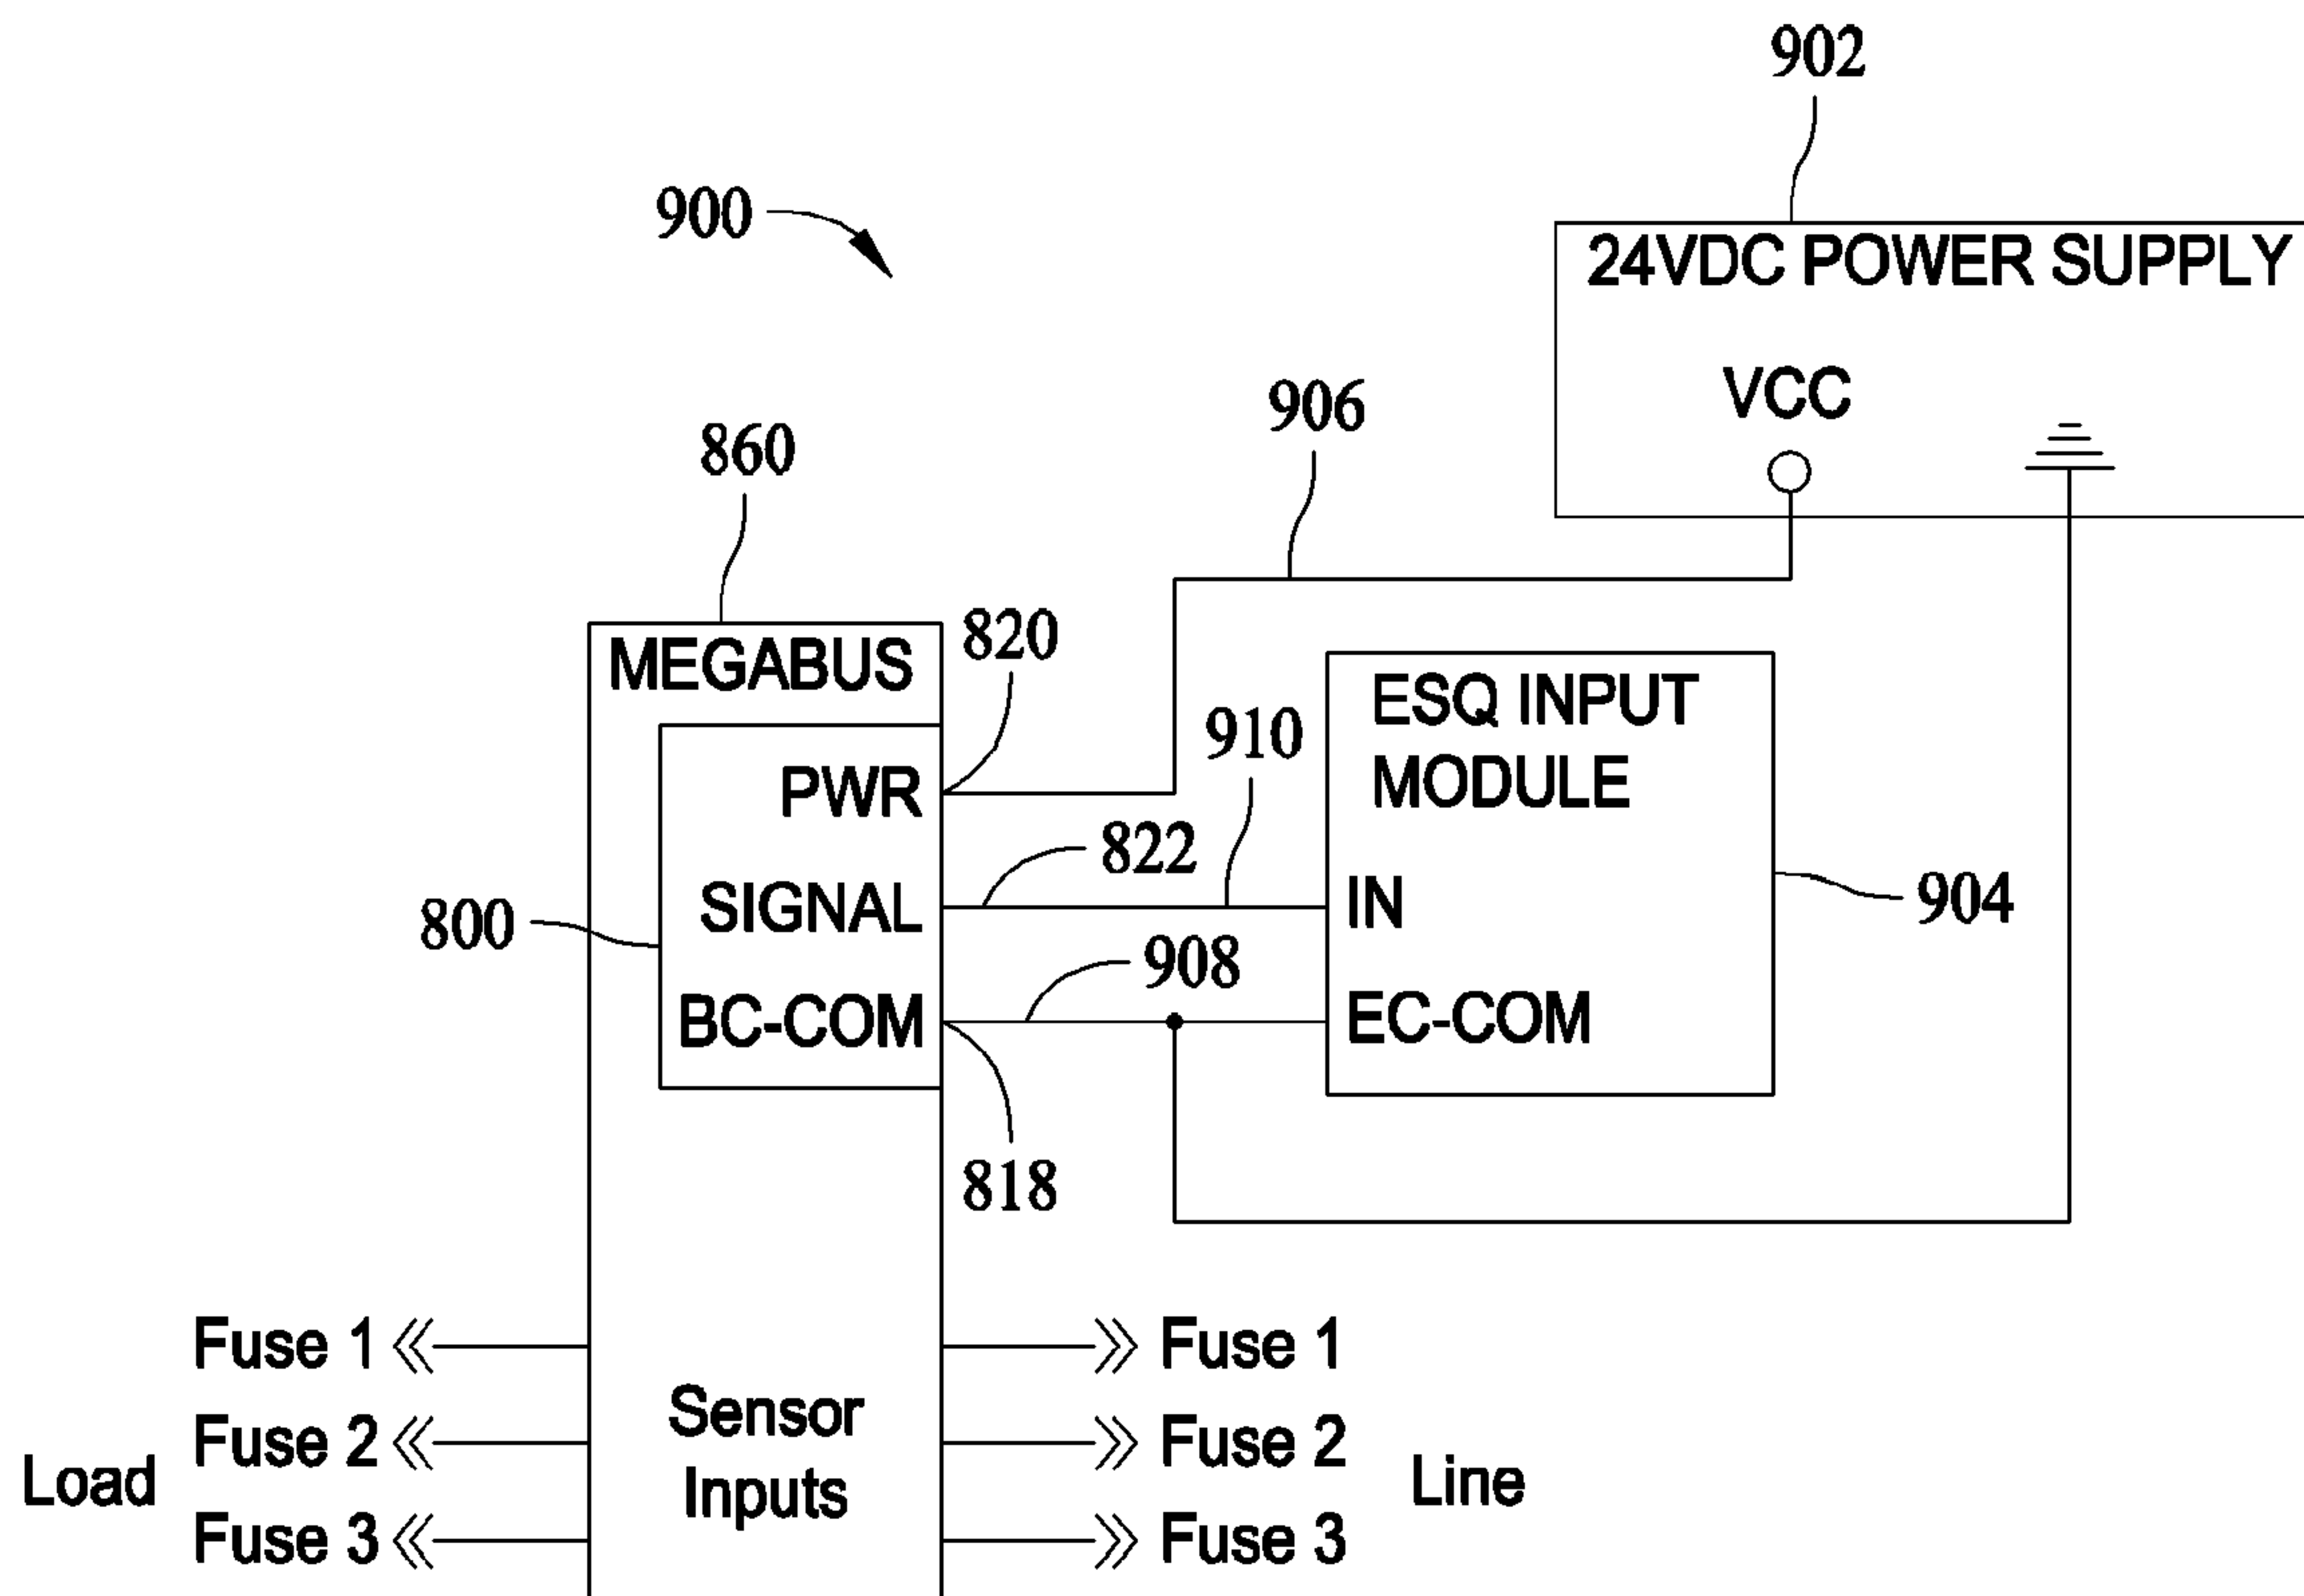 902
900
24VDC POWER SUPPLY
VCC
906
860
820
MEGABUS
ESQ INPUT
MODULE
910
PWR
822
SIGNAL
IN
904
800
908
BC-COM
EC-COM
818
Fuse 1
Fuse 1
Sensor
Fuse 2
Fuse 2
Load
Inputs
Line
Fuse 3
Fuse 3